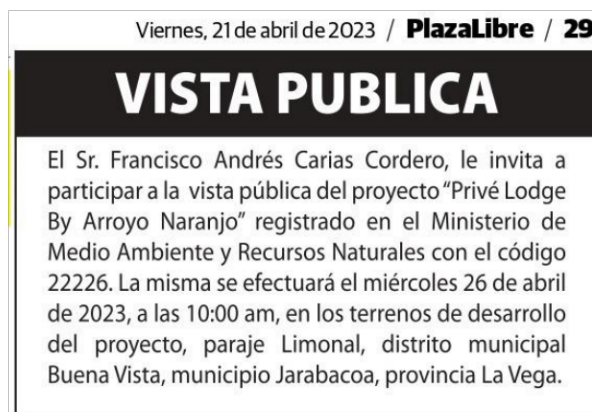 Viernes, 21 de abril de 2023 / PlazaLibre / 29
VISTA PUBLICA
El Sr. Francisco Andrés Carias Cordero, le invita a
participar a la vista pública del proyecto “Privé Lodge
By Arroyo Naranjo” registrado en el Ministerio de
Medio Ambiente y Recursos Naturales con el código
22226. La misma se efectuará el miércoles 26 de abril
de 2023, a las 10:00 am, en los terrenos de desarrollo
del proyecto, paraje Limonal, distrito municipal
Buena Vista, municipio Jarabacoa, provincia La Vega.